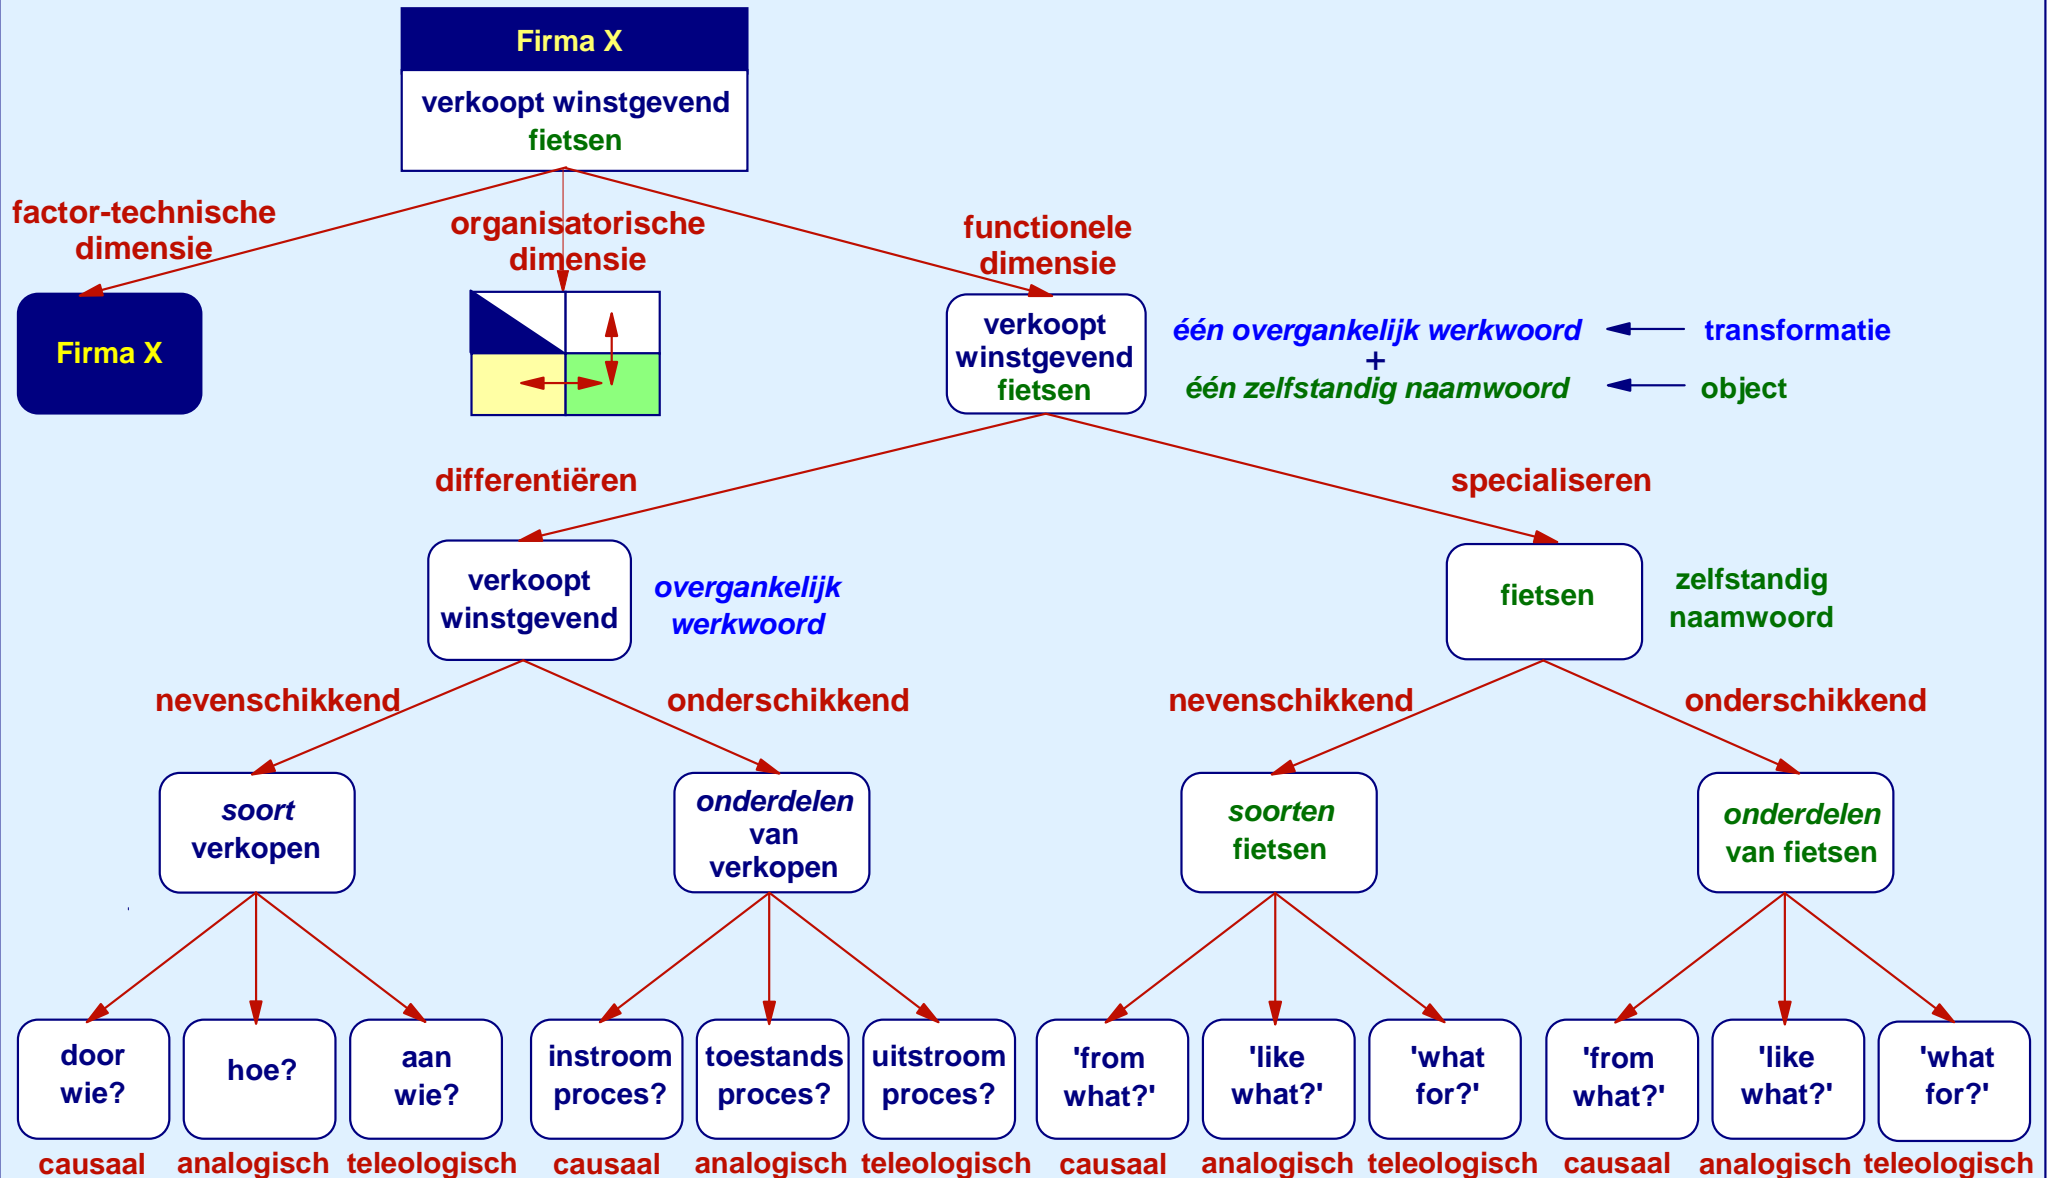 Firma X
verkoopt winstgevend
fietsen
factor-technische
dimensie
organisatorische
dimensie
functionele
dimensie
Firma X
verkoopt
winstgevend
fietsen
één overgankelijk werkwoord
+
één zelfstandig naamwoord
transformatie
object
differentiëren
specialiseren
verkoopt
winstgevend
overgankelijk
werkwoord
fietsen
zelfstandig
naamwoord
nevenschikkend
onderschikkend
nevenschikkend
onderschikkend
soort
verkopen
onderdelen
van
verkopen
soorten
fietsen
onderdelen
van fietsen
door
wie?
hoe?
aan
wie?
instroom
proces?
toestands
proces?
uitstroom
proces?
'from
what?'
'like
what?'
'what
for?'
'from
what?'
'like
what?'
'what
for?'
causaal
analogisch
teleologisch
causaal
analogisch
teleologisch
causaal
analogisch
teleologisch
causaal
analogisch
teleologisch